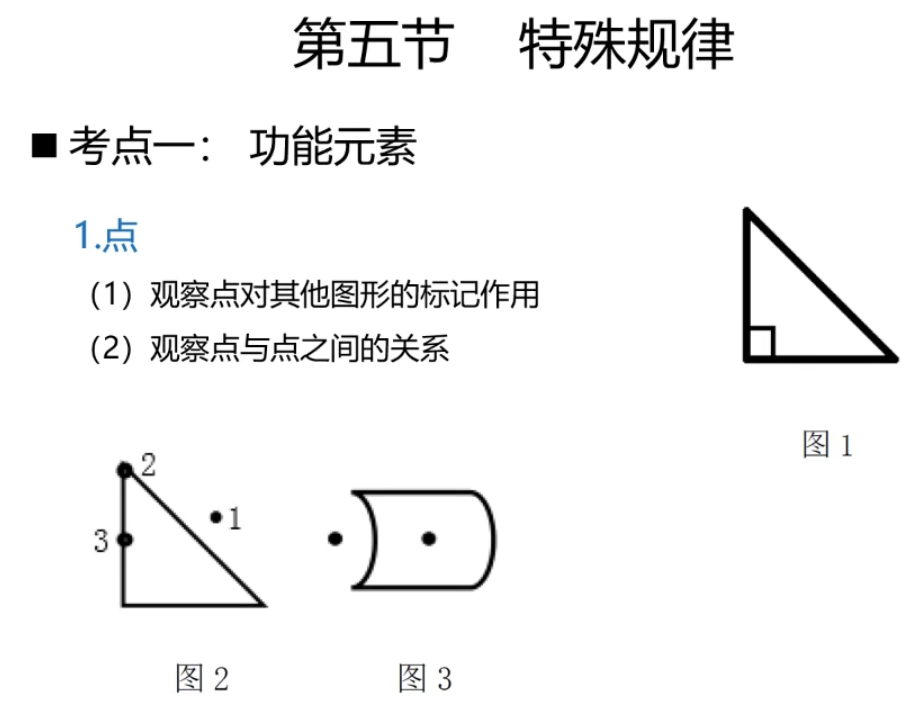 第五节 特殊规律
■ 考点一： 功能元素
1.点
（1）观察点对其他图形的标记作用
（2）观察点与点之间的关系
图 1
2
1
3
图 2
图 3